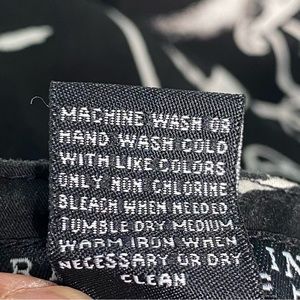 MACHINE WASH OR
HAND WASH COLD
WITH LIKE COLORS
ONLY NON CHLORINE
BLEACH WHEN NEEDED
TUMBLE DRY MEDIUM
WARM IRON WHEN
NECESSARY OR DRY
CLEAN